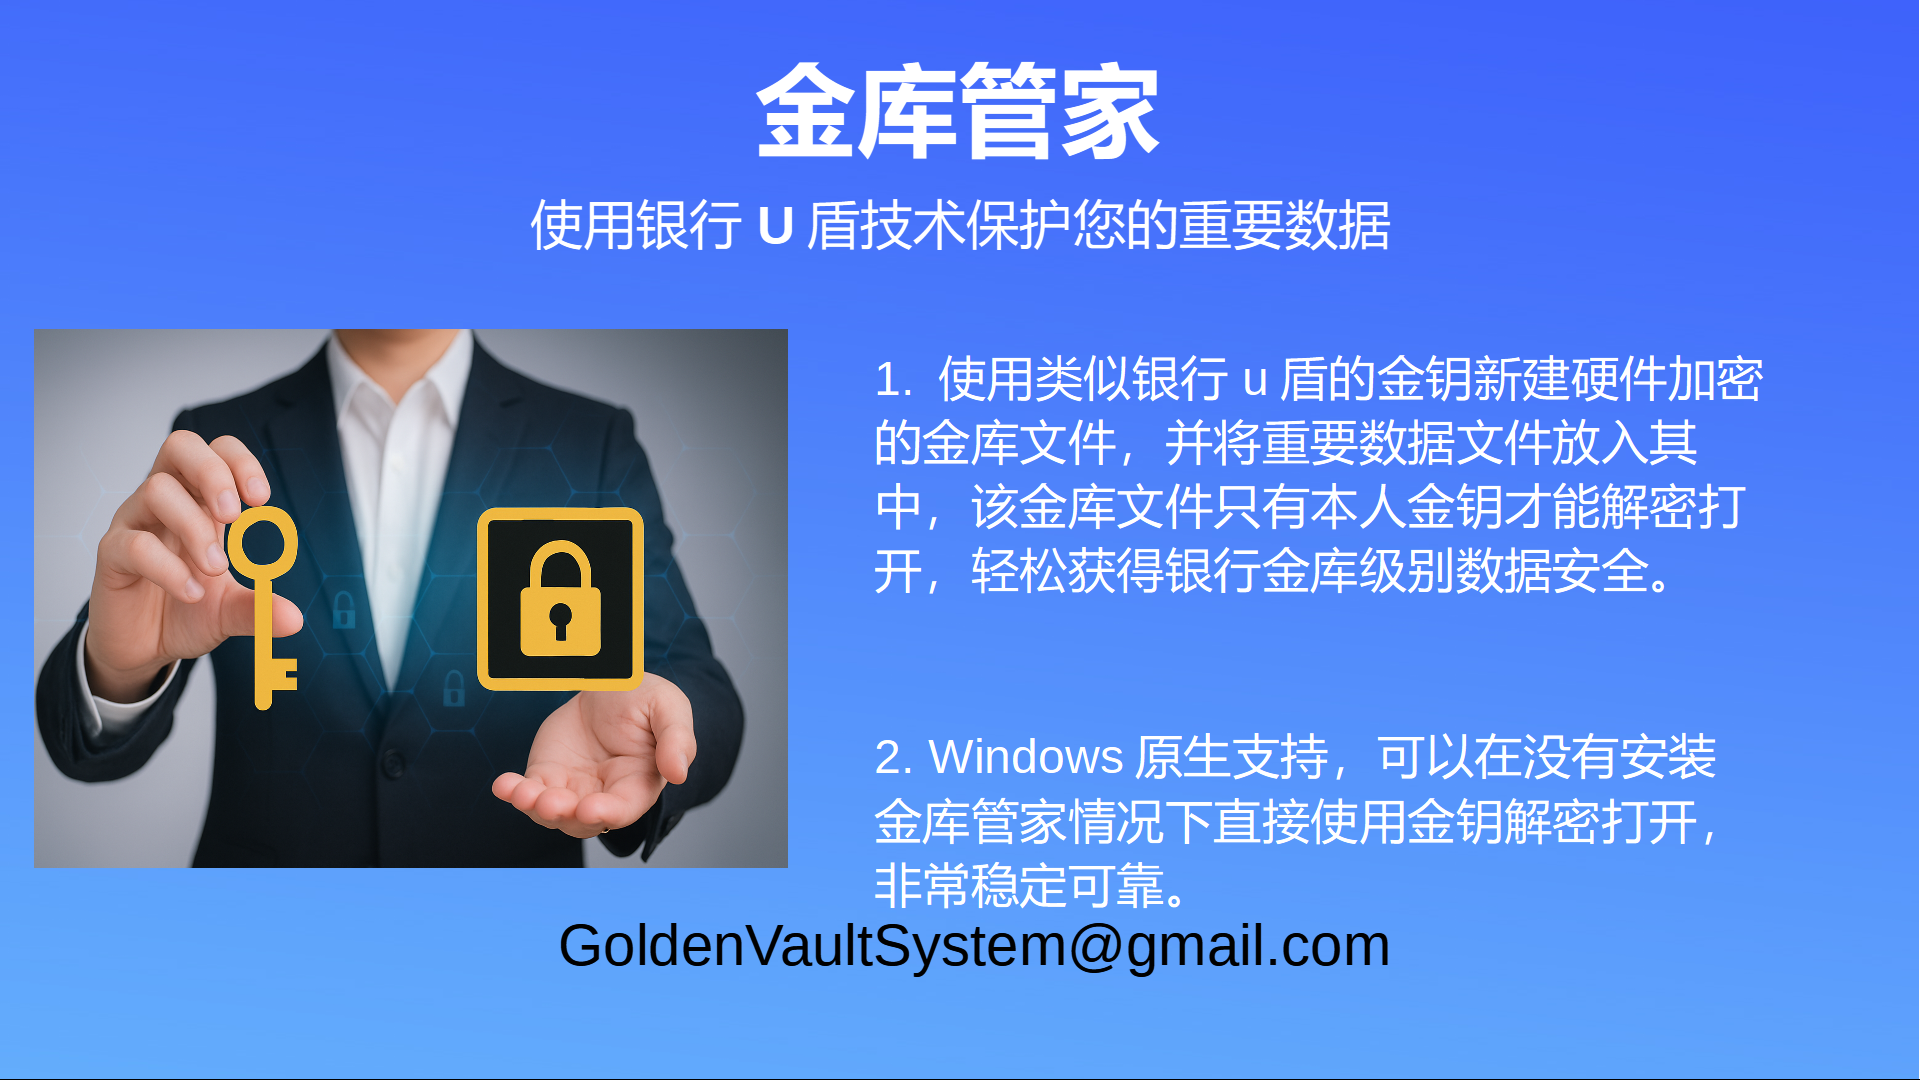 金库管家
使用银行 U 盾技术保护您的重要数据
1. 使用类似银行 u 盾的金钥新建硬件加密
的金库文件，并将重要数据文件放入其
中，该金库文件只有本人金钥才能解密打
开，轻松获得银行金库级别数据安全。
2. Windows 原生支持，可以在没有安装
金库管家情况下直接使用金钥解密打开，
非常稳定可靠。
GoldenVaultSystem@gmail.com